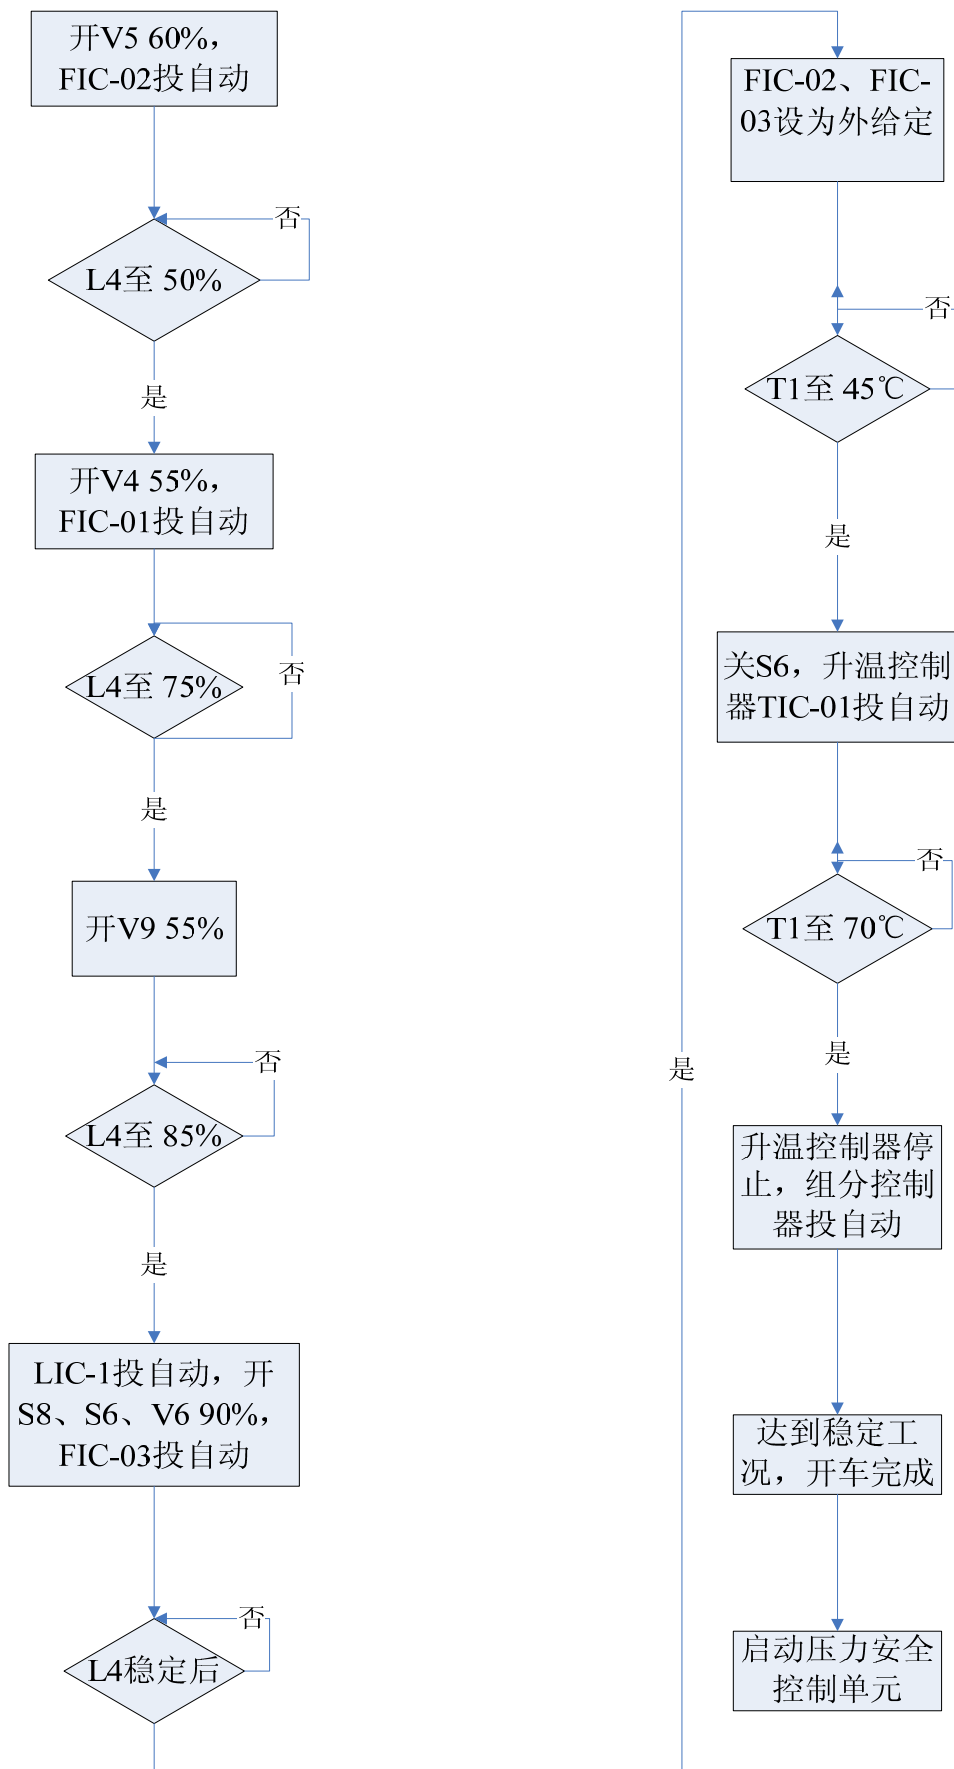 开V5 60%，
FIC-02投自动
否
L4至 50%
是
开V4 55%，
FIC-01投自动
否
L4至 75%
是
开V9 55%
否
L4至 85%
是
LIC-1投自动，开
S8、S6、V6 90%，
FIC-03投自动
否
L4稳定后
是
FIC-02、FIC-
03设为外给定
否
T1至 45℃
是
关S6，升温控制
器TIC-01投自动
否
T1至 70℃
是
升温控制器停
止，组分控制
器投自动
达到稳定工
况，开车完成
启动压力安全
控制单元